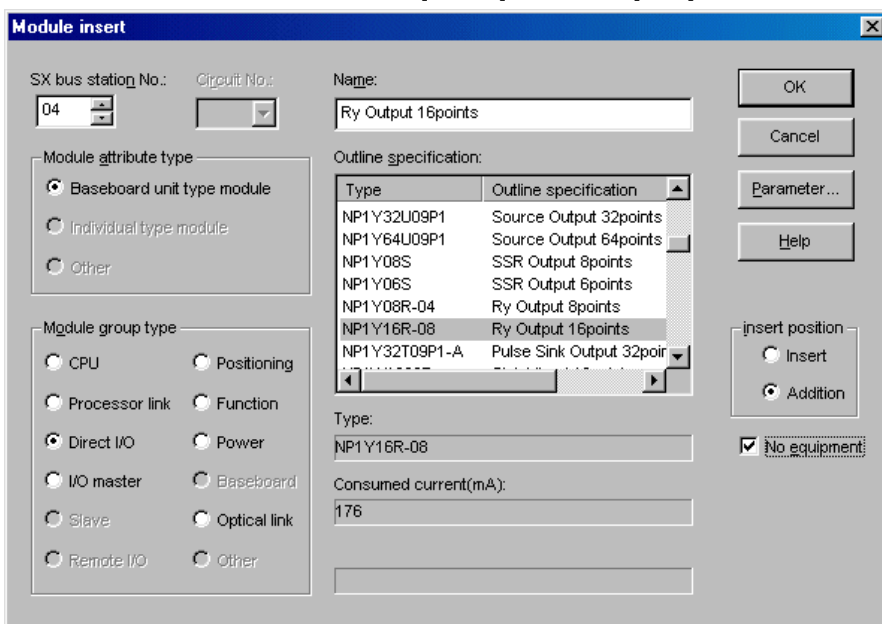 Module insert
SX bus station No.:
04
Circuit No.:
Name:
Ry Output 16points
OK
Cancel
Parameter...
Help
Module attribute type
Baseboard unit type module
Individual type module
Other
Outline specification:
Type Outline specification
NP1Y32U09P1 Source Output 32points
NP1Y64U09P1 Source Output 64points
NP1Y08S SSR Output 8points
NP1Y06S SSR Output 6points
NP1Y08R-04 Ry Output 8points
NP1Y16R-08 Ry Output 16points
NP1Y32T09P1-A Pulse Sink Output 32poir
Module group type
CPU Positioning
Processor link Function
Direct I/O Power
I/O master Baseboard
Slave Optical link
Remote I/O Other
Type:
NP1Y16R-08
Consumed current(mA):
176
insert position
Insert
Addition
No equipment